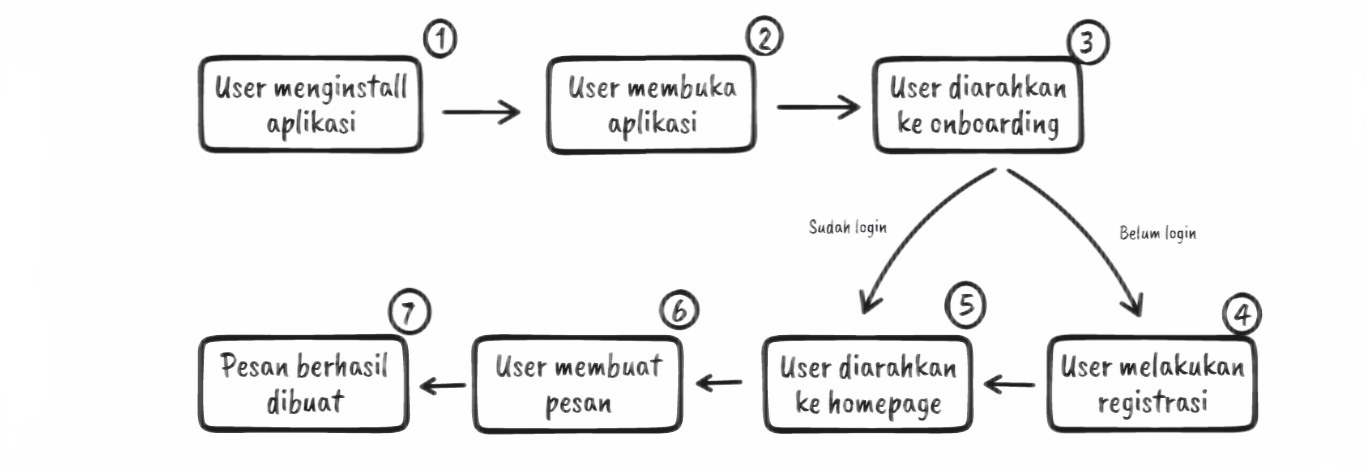 1
User menginstall
aplikasi
2
User membuka
aplikasi
3
User diarahkan
ke onboarding
Sudah login
Belum login
4
User melakukan
registrasi
5
User diarahkan
ke homepage
6
User membuat
pesan
7
Pesan berhasil
dibuat